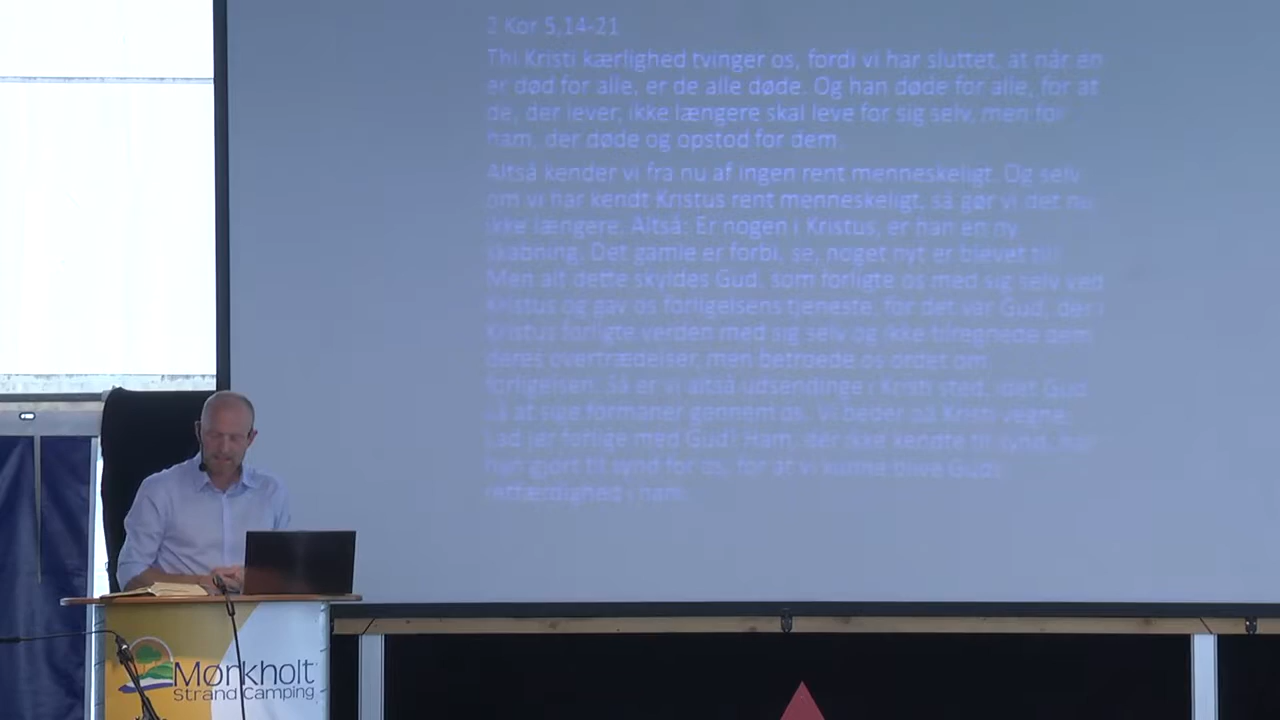 2 Kor 5,14-21
Thi Kristi kærlighed tvinger os, fordi vi har sluttet, at når en
er død for alle, er de alle døde. Og han døde for alle, for at
de, der lever, ikke længere skal leve for sig selv, men for
ham, der døde og opstod for dem.
Altså kender vi fra nu af ingen rent menneskeligt. Og selv
om vi har kendt Kristus rent menneskeligt, så gør vi det nu
ikke længere. Altså: Er nogen i Kristus, er han en ny
skabning. Det gamle er forbi, se, noget nyt er blevet til!
Men alt dette skyldes Gud, som forligte os med sig selv ved
Kristus og gav os forligelsens tjeneste, for det var Gud, der i
Kristus forligte verden med sig selv og ikke tilregnede dem
deres overtrædelser, men betroede os ordet om
forligelsen. Så er vi altså udsendinge i Kristi sted, idet Gud
så at sige formaner gennem os. Vi beder på Kristi vegne:
Lad jer forlige med Gud! Ham, der ikke kendte til synd, har
han gjort til synd for os, for at vi kunne blive Guds
retfærdighed i ham.
Mørkholt
Strand Camping